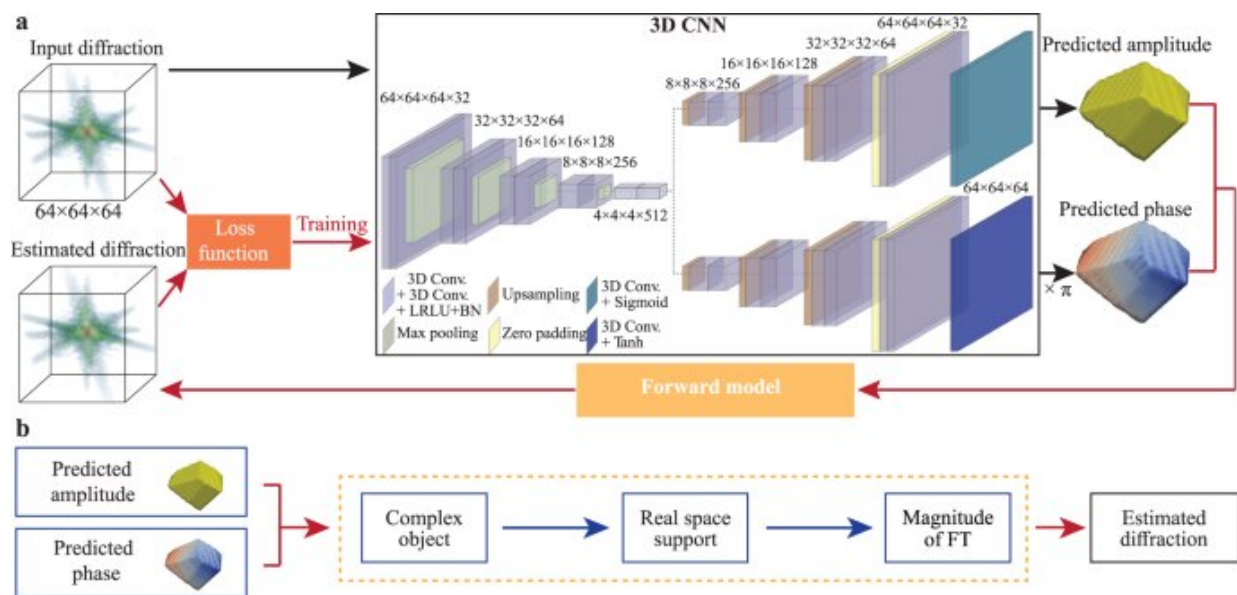 a
3D CNN
Input diffraction
64×64×64
Estimated diffraction
Loss
function
Training
64×64×64×32
32×32×32×64
16×16×16×128
8×8×8×256
4×4×4×512
8×8×8×256
16×16×16×128
32×32×32×64
64×64×64×32
64×64×64
3D Conv.
+ 3D Conv.
+ LRLU+BN
Max pooling
Upsampling
Zero padding
3D Conv.
+ Sigmoid
3D Conv.
+ Tanh
Predicted amplitude
Predicted phase
× π
Forward model
b
Predicted
amplitude
Predicted
phase
Complex
object
Real space
support
Magnitude
of FT
Estimated
diffraction